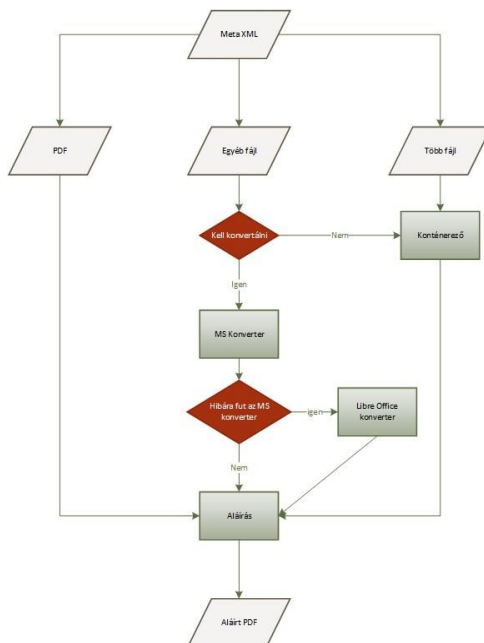 Meta XML
PDF
Egyéb fájl
Több fájl
Kell konvertálni
Nem
Konténerező
Igen
MS Konverter
Hibára fut az MS
konverter
igen
Libre Office
konverter
Nem
Aláírás
Aláírt PDF